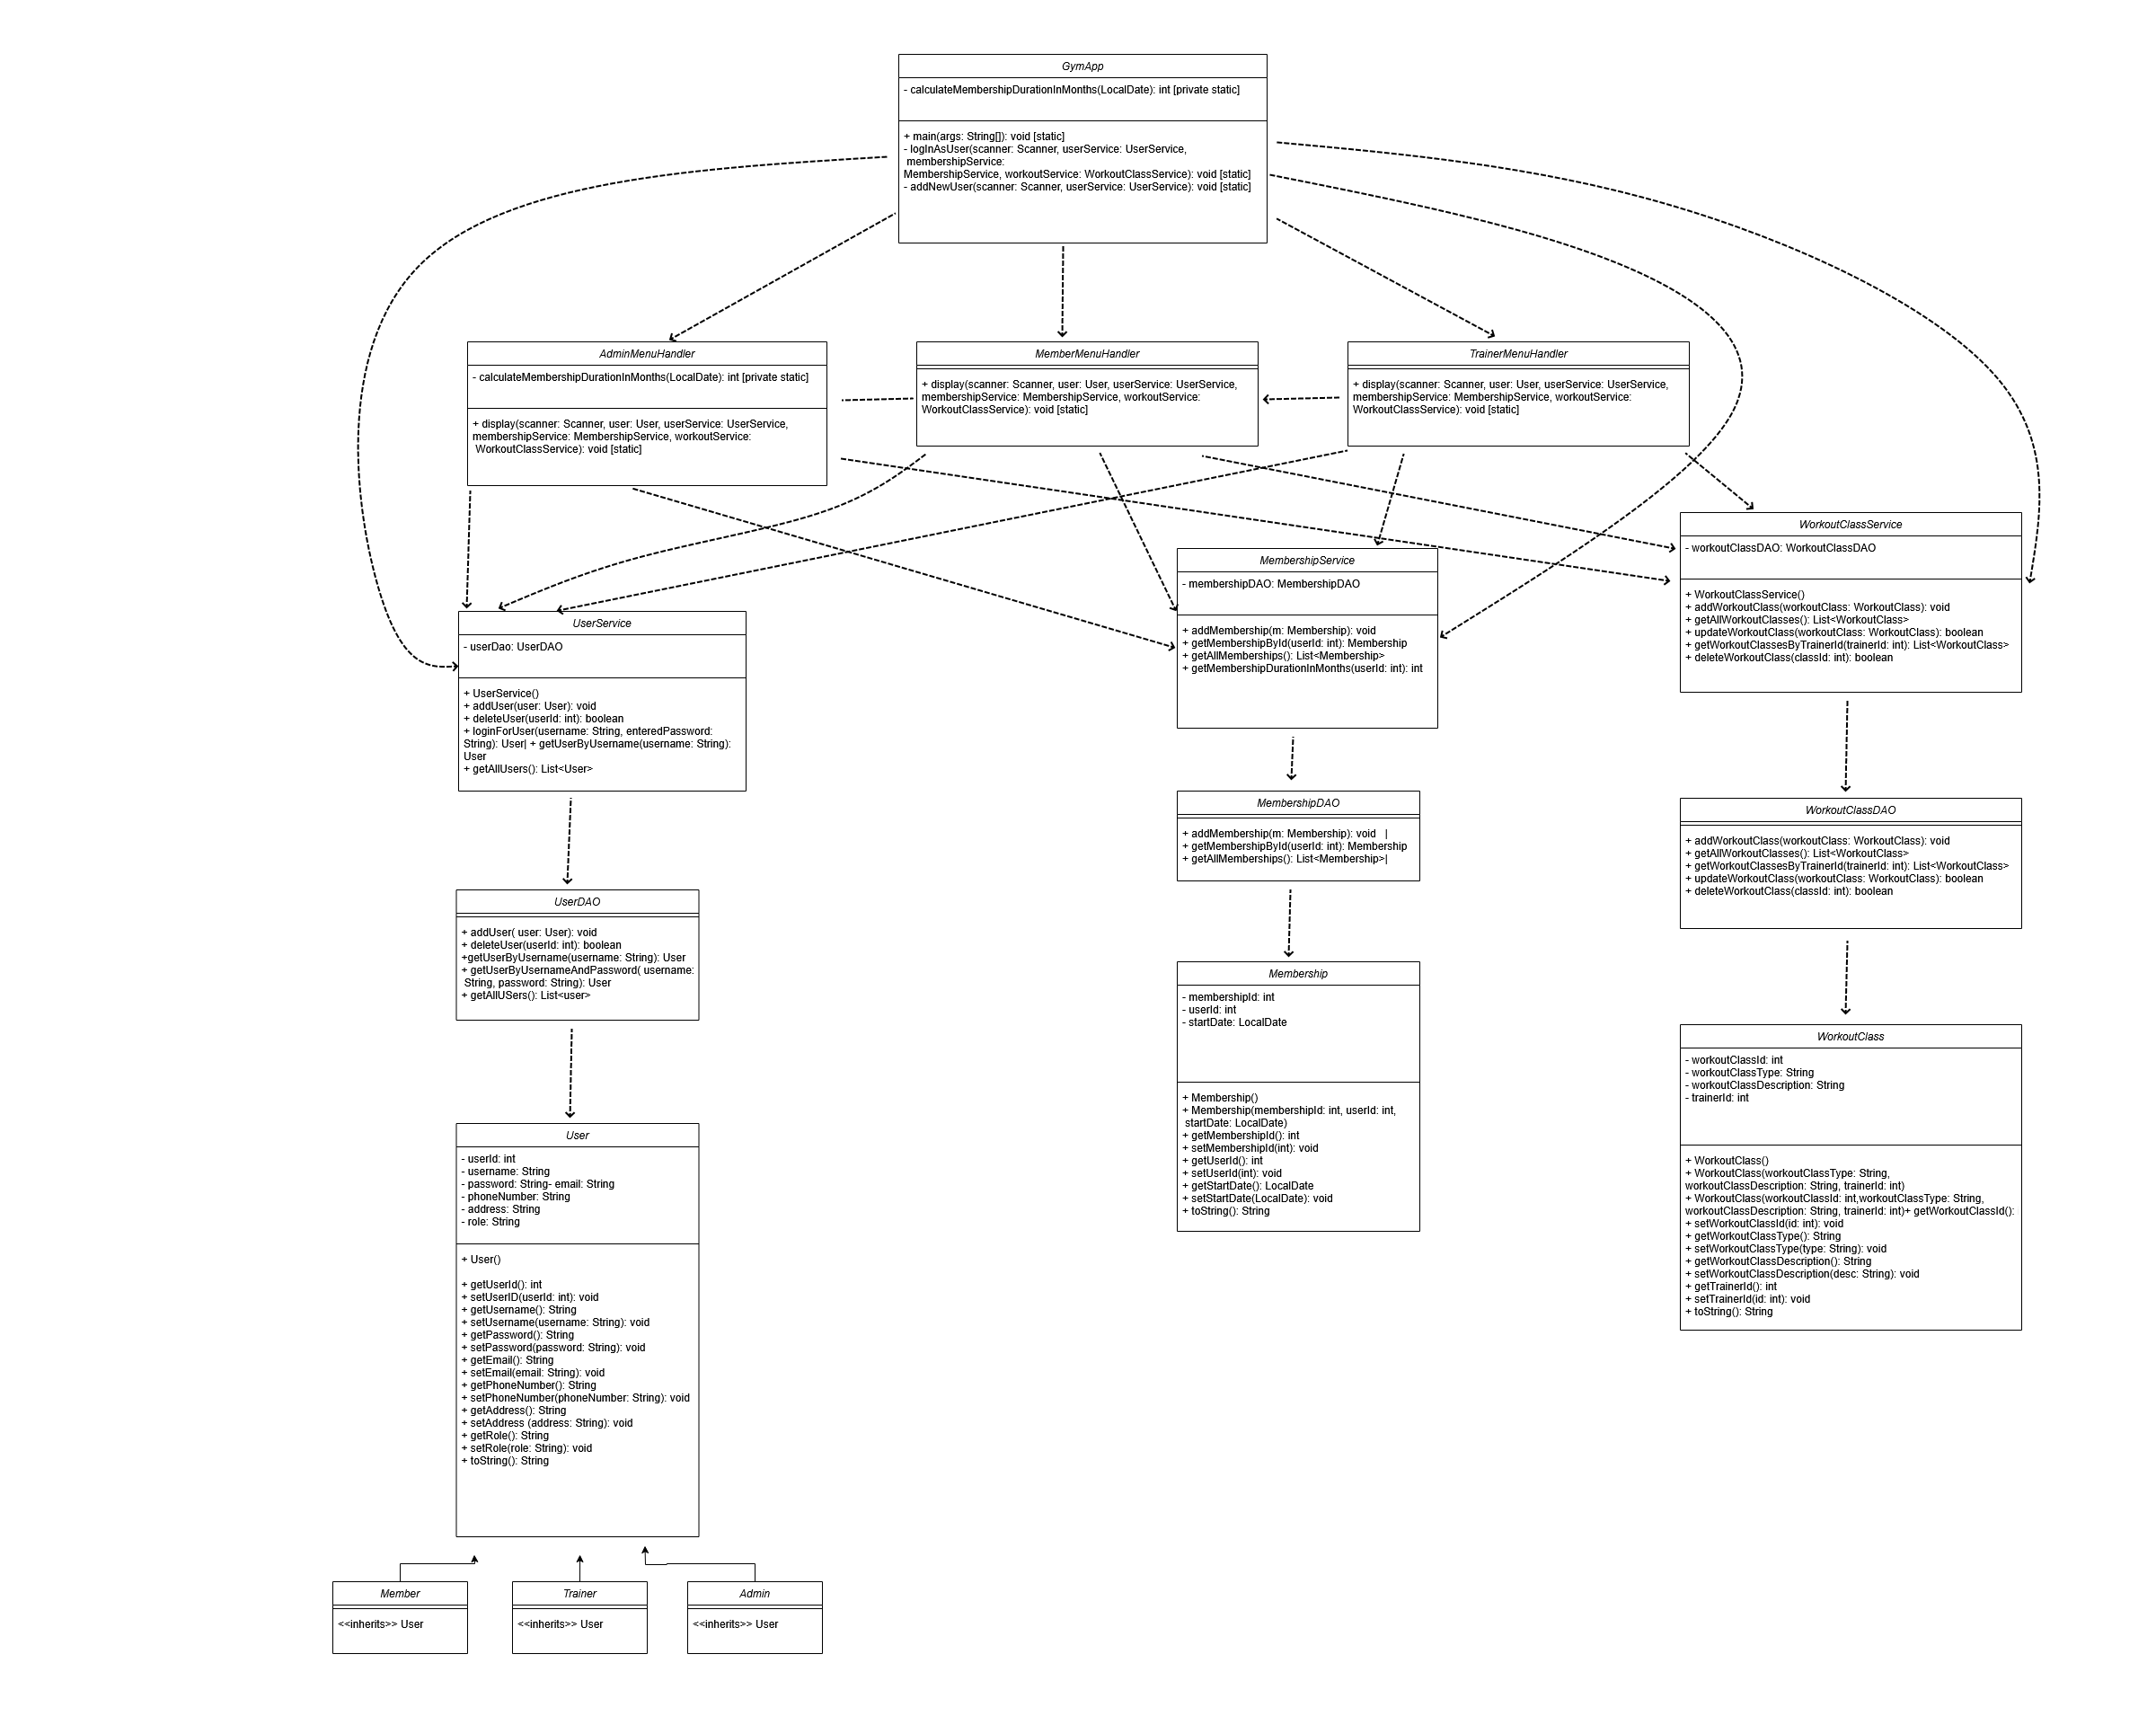 GymApp
- calculateMembershipDurationInMonths(LocalDate): int [private static]
+ main(args: String[]): void [static]
- logInAsUser(scanner: Scanner, userService: UserService,
membershipService:
MembershipService, workoutService: WorkoutClassService): void [static]
- addNewUser(scanner: Scanner, userService: UserService): void [static]
AdminMenuHandler
- calculateMembershipDurationInMonths(LocalDate): int [private static]
+ display(scanner: Scanner, user: User, userService: UserService,
membershipService: MembershipService, workoutService:
WorkoutClassService): void [static]
MemberMenuHandler
+ display(scanner: Scanner, user: User, userService: UserService,
membershipService: MembershipService, workoutService:
WorkoutClassService): void [static]
TrainerMenuHandler
+ display(scanner: Scanner, user: User, userService: UserService,
membershipService: MembershipService, workoutService:
WorkoutClassService): void [static]
WorkoutClassService
- workoutClassDAO: WorkoutClassDAO
+ WorkoutClassService()
+ addWorkoutClass(workoutClass: WorkoutClass): void
+ getAllWorkoutClasses(): List<WorkoutClass>
+ updateWorkoutClass(workoutClass: WorkoutClass): boolean
+ getWorkoutClassesByTrainerId(trainerId: int): List<WorkoutClass>
+ deleteWorkoutClass(classId: int): boolean
MembershipService
- membershipDAO: MembershipDAO
+ addMembership(m: Membership): void
+ getMembershipById(userId: int): Membership
+ getAllMemberships(): List<Membership>
+ getMembershipDurationInMonths(userId: int): int
UserService
- userDao: UserDAO
+ UserService()
+ addUser(user: User): void
+ deleteUser(userId: int): boolean
+ loginForUser(username: String, enteredPassword:
String): User| + getUserByUsername(username: String):
User
+ getAllUsers(): List<User>
MembershipDAO
+ addMembership(m: Membership): void |
+ getMembershipById(userId: int): Membership
+ getAllMemberships(): List<Membership>|
WorkoutClassDAO
+ addWorkoutClass(workoutClass: WorkoutClass): void
+ getAllWorkoutClasses(): List<WorkoutClass>
+ getWorkoutClassesByTrainerId(trainerId: int): List<WorkoutClass>
+ updateWorkoutClass(workoutClass: WorkoutClass): boolean
+ deleteWorkoutClass(classId: int): boolean
UserDAO
+ addUser( user: User): void
+ deleteUser(userId: int): boolean
+getUserByUsername(username: String): User
+ getUserByUsernameAndPassword( username:
String, password: String): User
+ getAllUSers(): List<user>
Membership
- membershipId: int
- userId: int
- startDate: LocalDate
+ Membership()
+ Membership(membershipId: int, userId: int,
startDate: LocalDate)
+ getMembershipId(): int
+ setMembershipId(int): void
+ getUserId(): int
+ setUserId(int): void
+ getStartDate(): LocalDate
+ setStartDate(LocalDate): void
+ toString(): String
WorkoutClass
- workoutClassId: int
- workoutClassType: String
- workoutClassDescription: String
- trainerId: int
+ WorkoutClass()
+ WorkoutClass(workoutClassType: String,
workoutClassDescription: String, trainerId: int)
+ WorkoutClass(workoutClassId: int,workoutClassType: String,
workoutClassDescription: String, trainerId: int)+ getWorkoutClassId():
+ setWorkoutClassId(id: int): void
+ getWorkoutClassType(): String
+ setWorkoutClassType(type: String): void
+ getWorkoutClassDescription(): String
+ setWorkoutClassDescription(desc: String): void
+ getTrainerId(): int
+ setTrainerId(id: int): void
+ toString(): String
User
- userId: int
- username: String
- password: String- email: String
- phoneNumber: String
- address: String
- role: String
+ User()
+ getUserId(): int
+ setUserID(userId: int): void
+ getUsername(): String
+ setUsername(username: String): void
+ getPassword(): String
+ setPassword(password: String): void
+ getEmail(): String
+ setEmail(email: String): void
+ getPhoneNumber(): String
+ setPhoneNumber(phoneNumber: String): void
+ getAddress(): String
+ setAddress (address: String): void
+ getRole(): String
+ setRole(role: String): void
+ toString(): String
Member
<<inherits>> User
Trainer
<<inherits>> User
Admin
<<inherits>> User